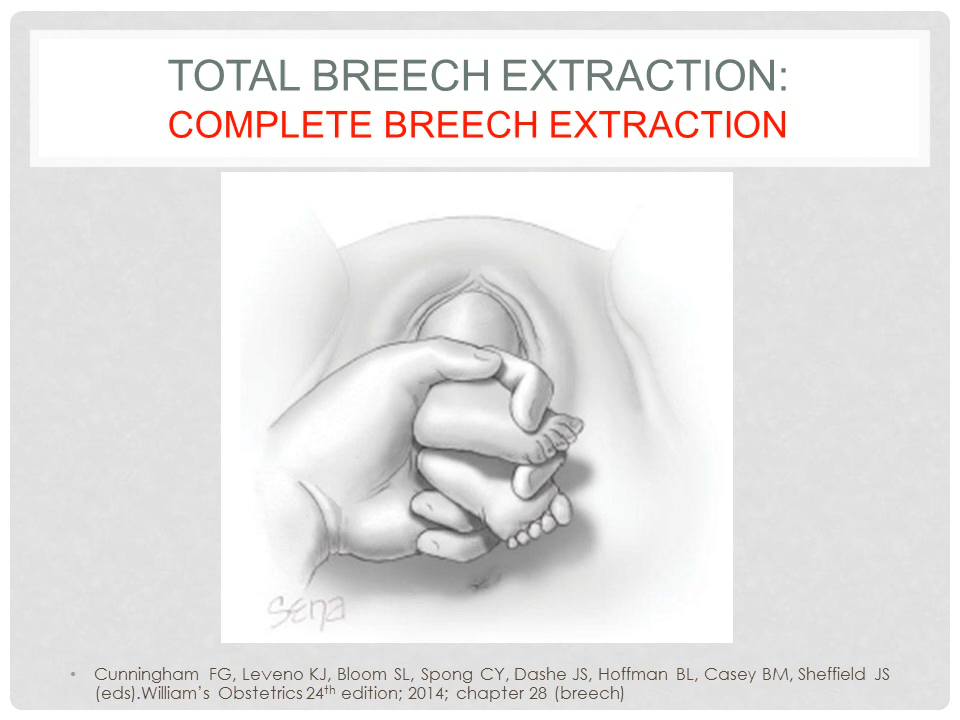 TOTAL BREECH EXTRACTION:
COMPLETE BREECH EXTRACTION
Sena
• Cunningham FG, Leveno KJ, Bloom SL, Spong CY, Dashe JS, Hoffman BL, Casey BM, Sheffield JS
(eds).William’s Obstetrics 24th edition; 2014; chapter 28 (breech)